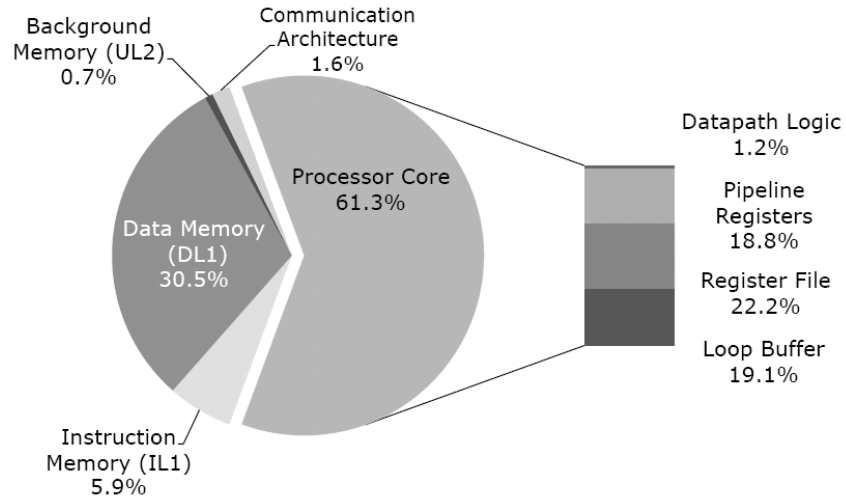 Background
Memory (UL2)
0.7%
Communication
Architecture
1.6%
Processor Core
61.3%
Data Memory
(DL1)
30.5%
Instruction
Memory (IL1)
5.9%
Datapath Logic
1.2%
Pipeline
Registers
18.8%
Register File
22.2%
Loop Buffer
19.1%